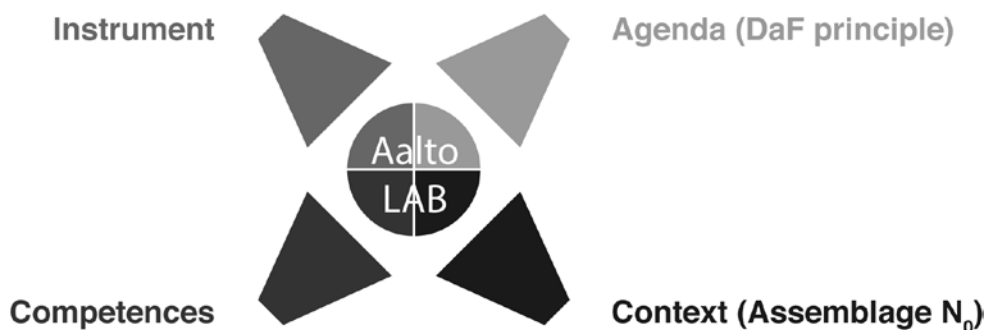 Instrument
Agenda (DaF principle)
Aalto
LAB
Competences
Context (Assemblage N₀)